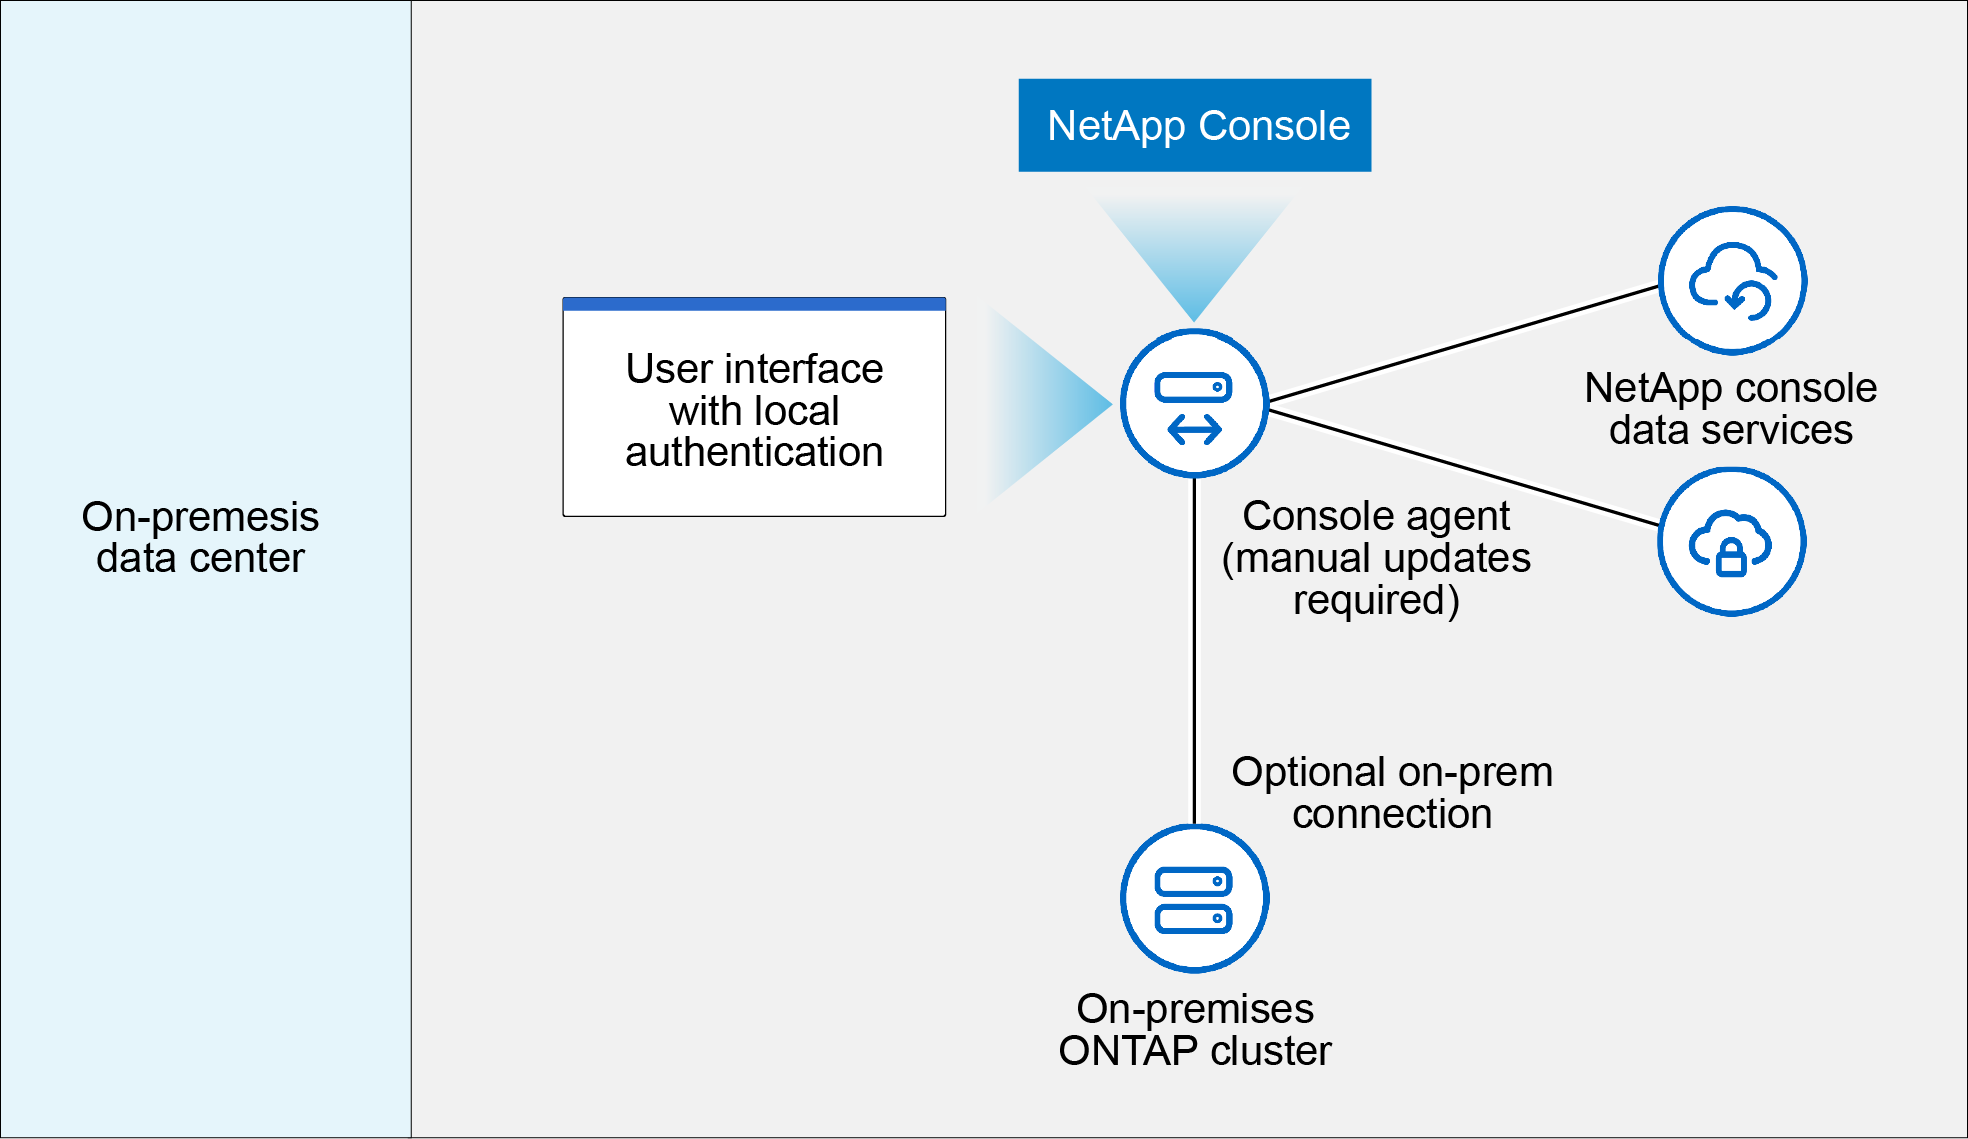 NetApp Console
User interface
with local
authentication
NetApp console
data services
On-premesis
data center
Console agent
(manual updates
required)
Optional on-prem
connection
On-premises
ONTAP cluster